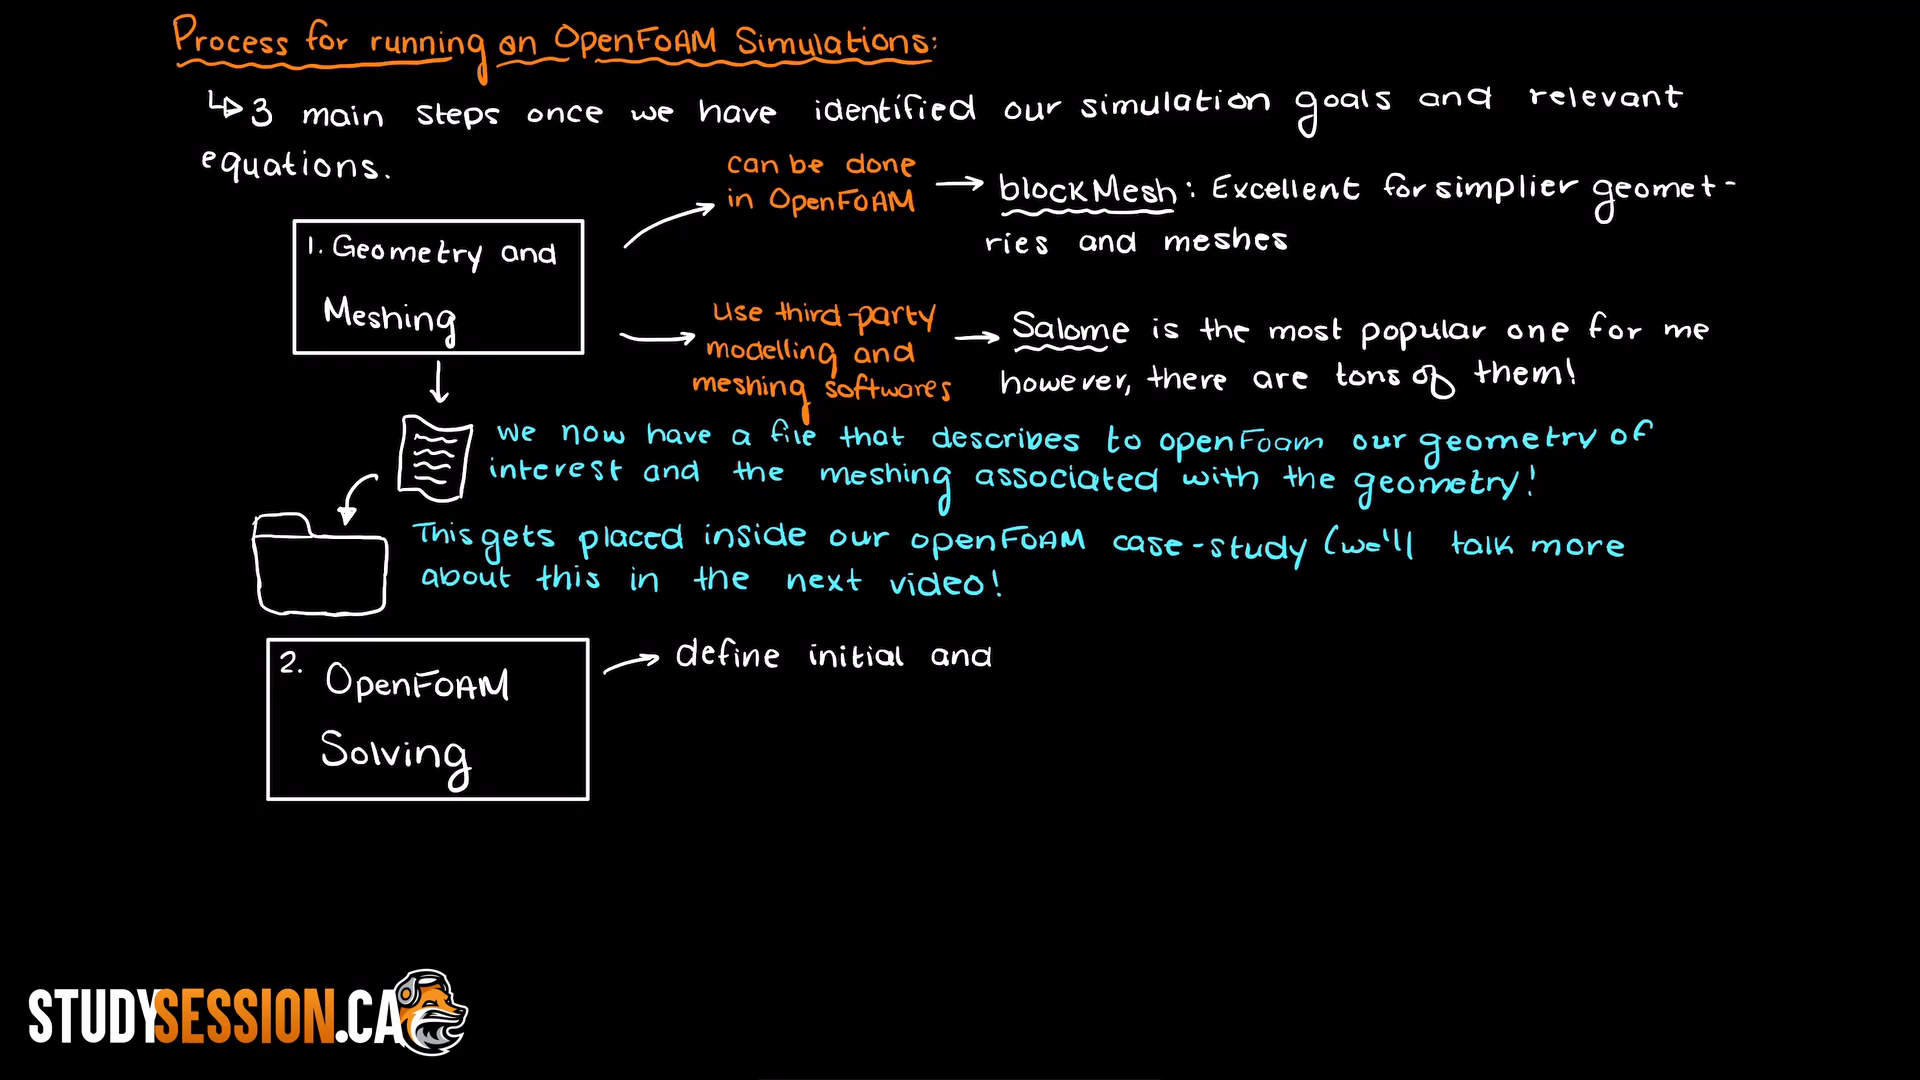 Process for running an OpenFOAM Simulations:
↳ 3 main steps once we have identified our simulation goals and relevant
equations.
1. Geometry and
Meshing
can be done
in OpenFOAM
→ blockMesh: Excellent for simplier geomet-
ries and meshes
Use third-party
modelling and
meshing softwares
→ Salome is the most popular one for me
however, there are tons of them!
we now have a file that describes to openFoam our geometry of
interest and the meshing associated with the geometry!
This gets placed inside our openFOAM case-study (we'll talk more
about this in the next video!
2. OpenFOAM
Solving
→ define initial and
STUDYSESSION.CA